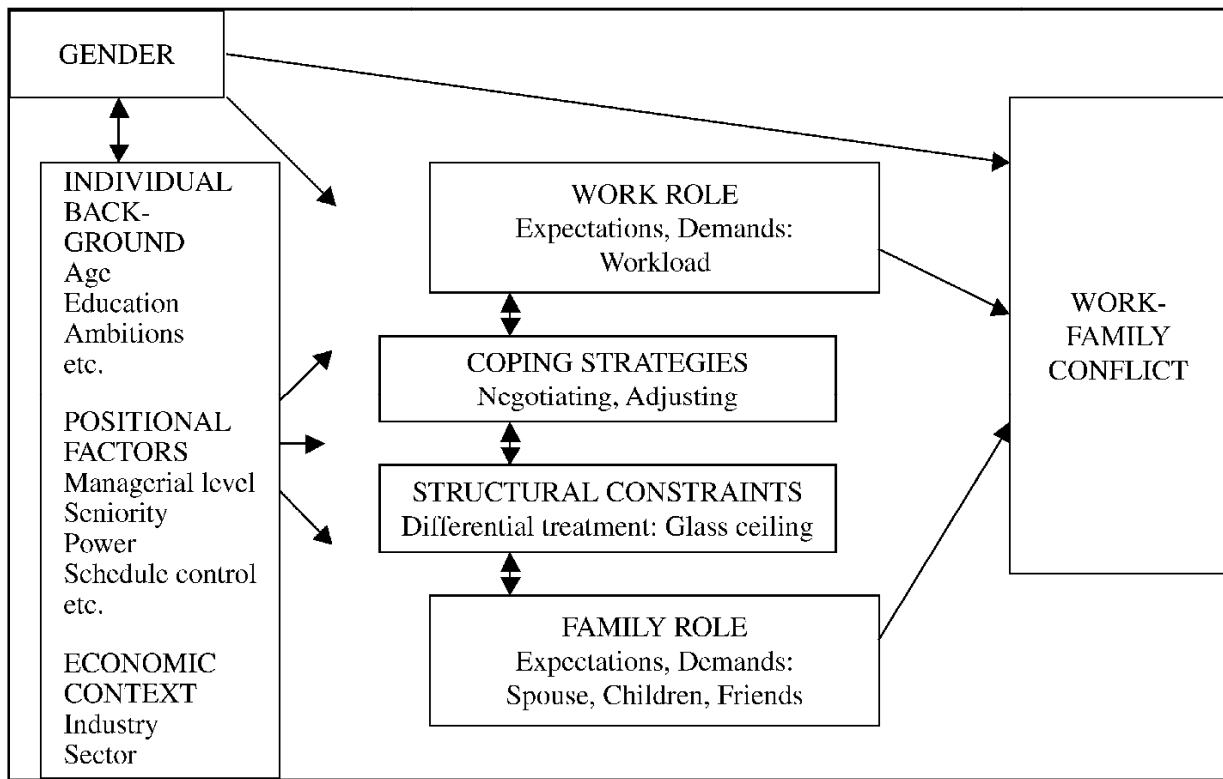 GENDER
INDIVIDUAL
BACK-
GROUND
Age
Education
Ambitions
etc.
POSITIONAL
FACTORS
Managerial level
Seniority
Power
Schedule control
etc.
ECONOMIC
CONTEXT
Industry
Sector
WORK ROLE
Expectations, Demands:
Workload
COPING STRATEGIES
Negotiating, Adjusting
STRUCTURAL CONSTRAINTS
Differential treatment: Glass ceiling
FAMILY ROLE
Expectations, Demands:
Spouse, Children, Friends
WORK-
FAMILY
CONFLICT